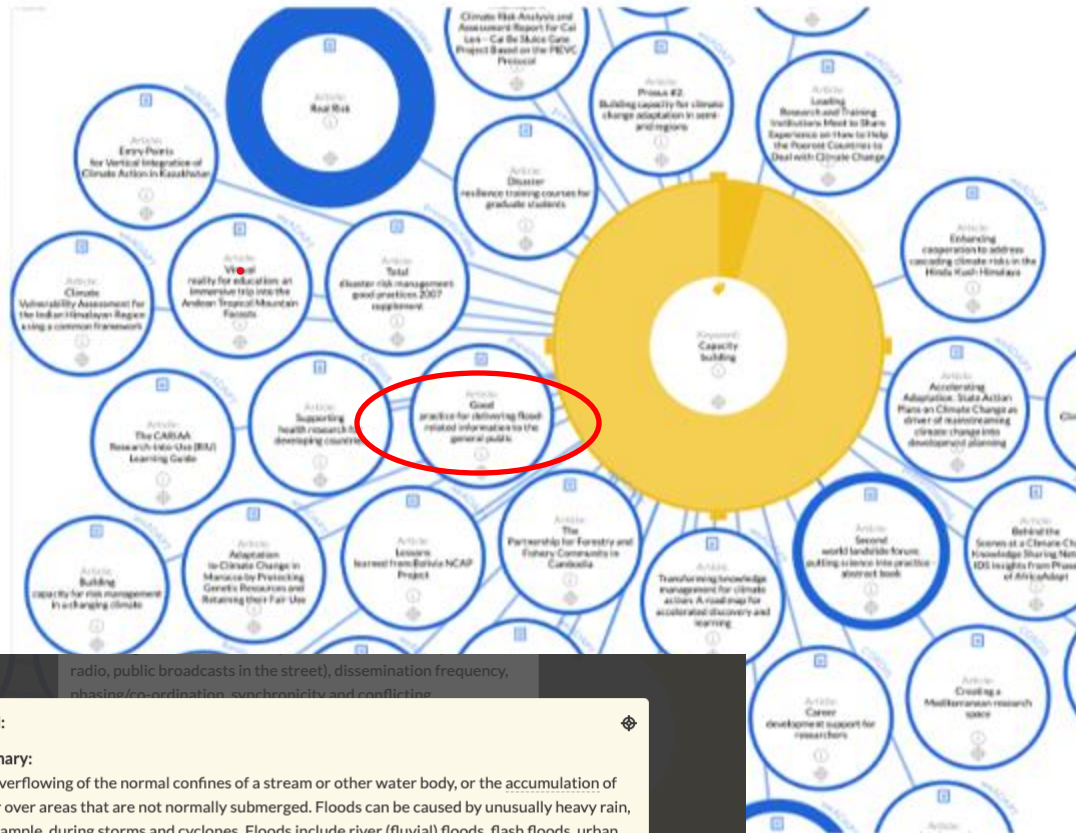 Climate Risk Analysis and
Assessment Report for Cai
Lon - Cai Be Sluice Gate
Project Based on the PIEVC
Protocol
Article:
Real Risk
Article:
Prosus #2:
Building capacity for climate
change adaptation in semi-
arid regions
Article:
Leading
Research and Training
Institutions Meet to Share
Experience on How to Help
the Poorest Countries to
Deal with Climate Change
Article:
Entry Points
for Vertical Integration of
Climate Action in Kazakhstan
Article:
Disaster
resilience training courses for
graduate students
Article:
Enhancing
cooperation to address
cascading climate risks in the
Hindu Kush Himalaya
Article:
Climate
Vulnerability Assessment for
the Indian Himalayan Region
using a common framework
Article:
reality for education: an
immersive trip into the
Andean Tropical Mountain
Forests
Article:
Total
disaster risk management:
good practices 2007
supplement
Keyword:
Capacity
building
Article:
Good
practice for delivering flood-
related information to the
general public
Article:
Supporting
health research for
developing countries
Article:
The CARIAA
Research-into-Use (RiU)
Learning Guide
Article:
Accelerating
Adaptation: State Action
Plans on Climate Change as
driver of mainstreaming
climate change into
development planning
Article:
Building
capacity for risk management
in a changing climate
Article:
Adaptation
to Climate Change in
Morocco by Protecting
Genetic Resources and
Retaining their Fair Use
Article:
Lessons
learned from Bolivia NCAP
Project
Article:
The
Partnership for Forestry and
Fishery Community in
Cambodia
Article:
Transforming knowledge
management for climate
action: A road map for
accelerated discovery and
learning
Article:
Second
world landslide forum:
putting science into practice -
abstract book
Article:
Behind the
Scenes at a Climate Ch
Knowledge Sharing Net
IDS Insights from Phase
of AfricaAdapt
Article:
Career
development support for
researchers
Article:
Creating a
Mediterranean research
space
radio, public broadcasts in the street), dissemination frequency,
phasing/co-ordination, synchronicity and conflicting
mary:
verflowing of the normal confines of a stream or other water body, or the accumulation of
over areas that are not normally submerged. Floods can be caused by unusually heavy rain,
ample, during storms and cyclones. Floods include river (fluvial) floods, flash floods, urban